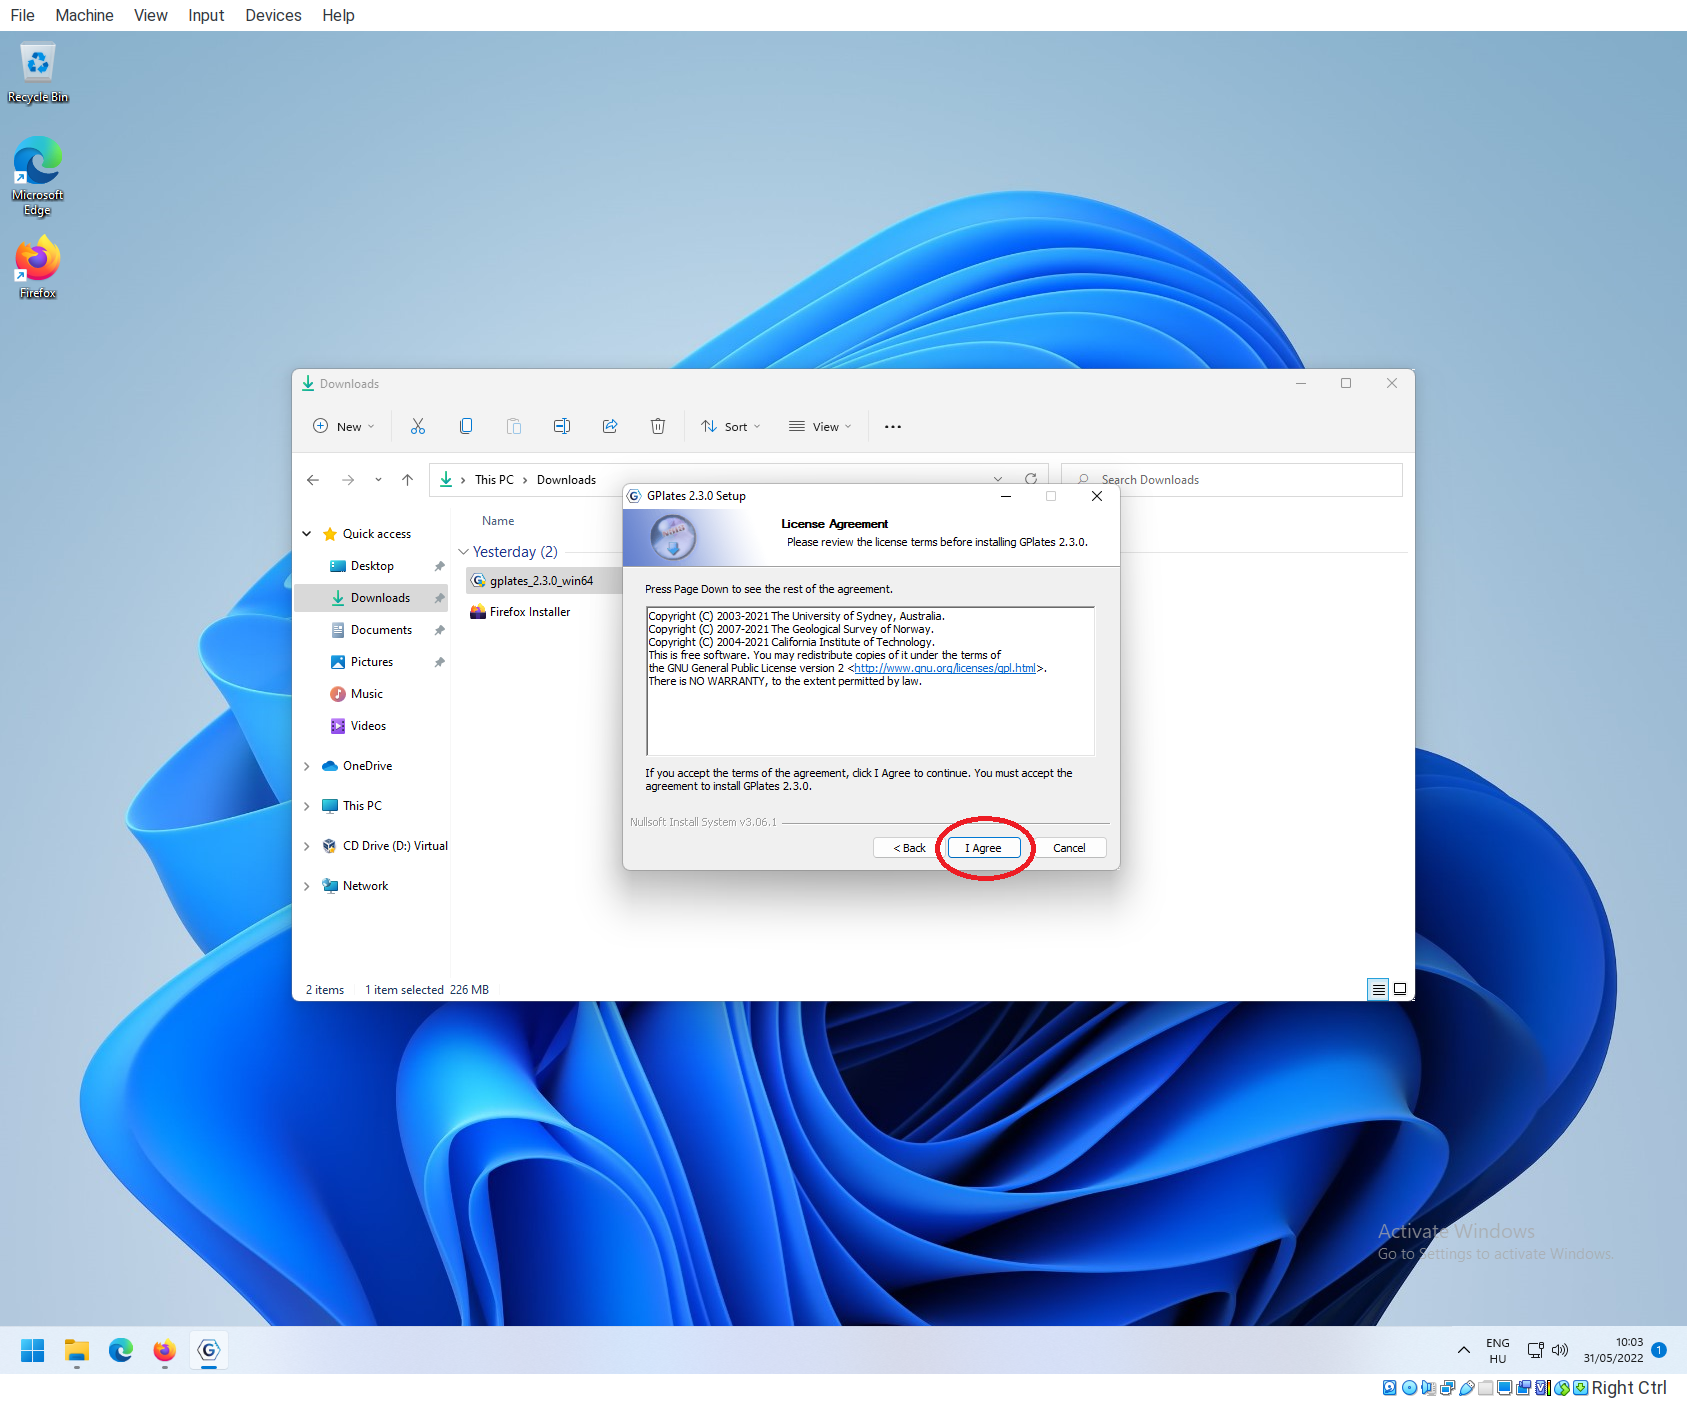 File Machine View Input Devices Help
Recycle Bin
Microsoft
Edge
Firefox
Downloads
New
Sort
View
This PC > Downloads
Search Downloads
Quick access
Desktop
Downloads
Documents
Pictures
Music
Videos
OneDrive
This PC
CD Drive (D:) Virtual
Network
Name
Yesterday (2)
gplates_2.3.0_win64
Firefox Installer
2 items 1 item selected 226 MB
GPlates 2.3.0 Setup
License Agreement
Please review the license terms before installing GPlates 2.3.0.
Press Page Down to see the rest of the agreement.
Copyright (C) 2003-2021 The University of Sydney, Australia.
Copyright (C) 2007-2021 The Geological Survey of Norway.
Copyright (C) 2004-2021 California Institute of Technology.
This is free software. You may redistribute copies of it under the terms of
the GNU General Public License version 2 <http://www.gnu.org/licenses/gpl.html>.
There is NO WARRANTY, to the extent permitted by law.
If you accept the terms of the agreement, click I Agree to continue. You must accept the
agreement to install GPlates 2.3.0.
Nullsoft Install System v3.06.1
< Back I Agree Cancel
Activate Windows
Go to Settings to activate Windows.
ENG
HU
10:03
31/05/2022
1
Right Ctrl